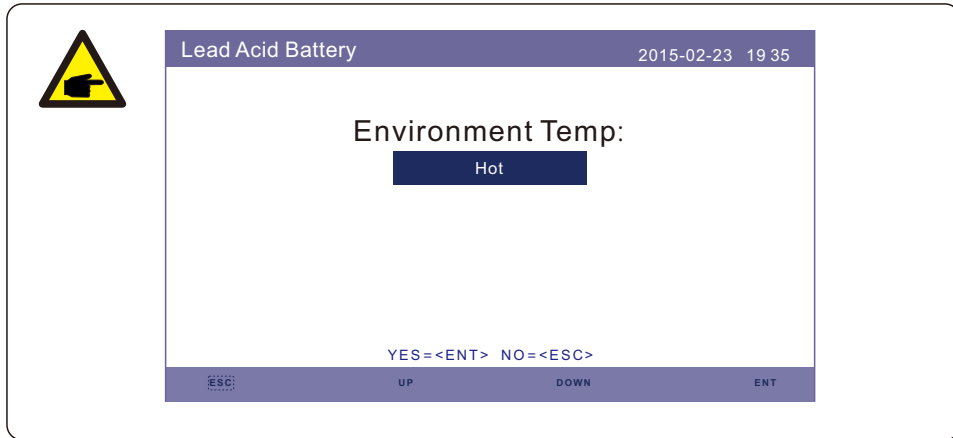 Lead Acid Battery 2015-02-23 19 35
Environment Temp:
Hot
YES=<ENT> NO=<ESC>
ESC UP DOWN ENT